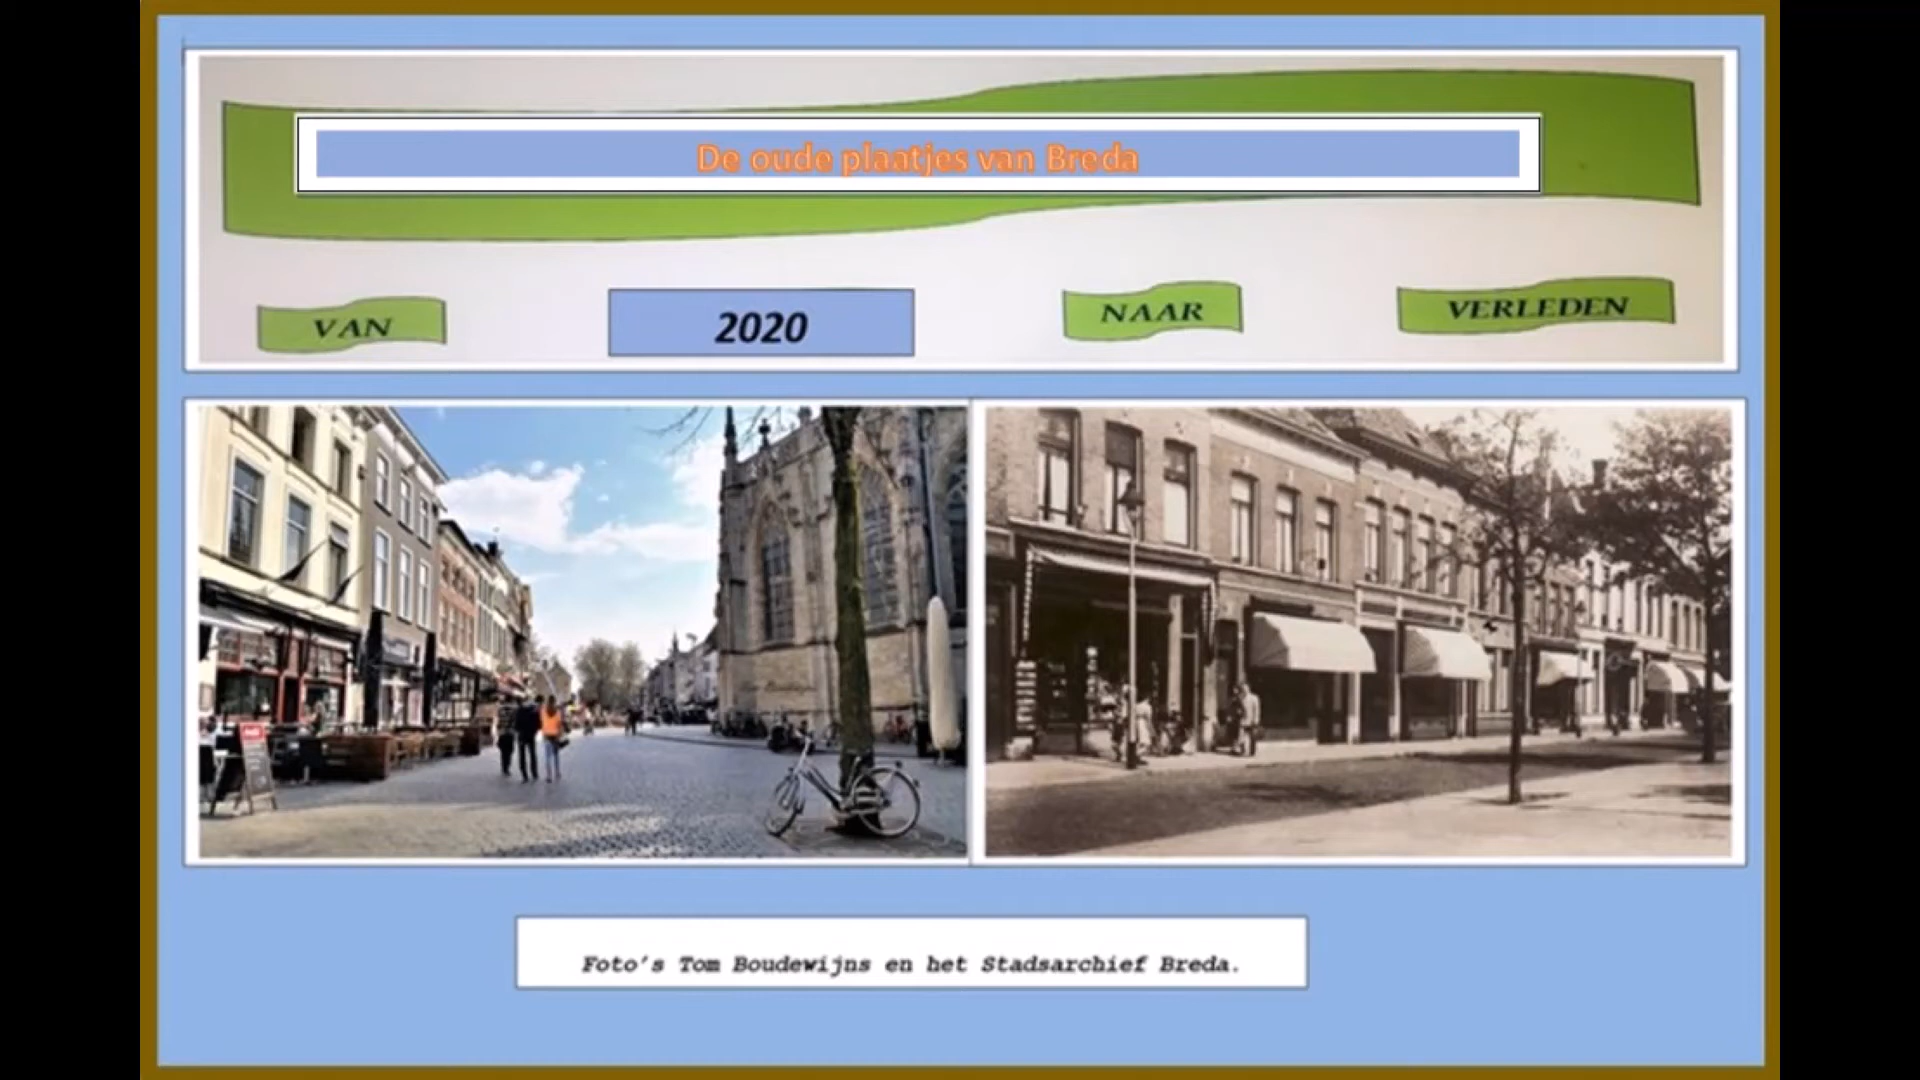 De oude plaatjes van Breda
VAN
2020
NAAR
VERLEDEN
Foto's Tom Boudewijns en het Stadsarchief Breda.